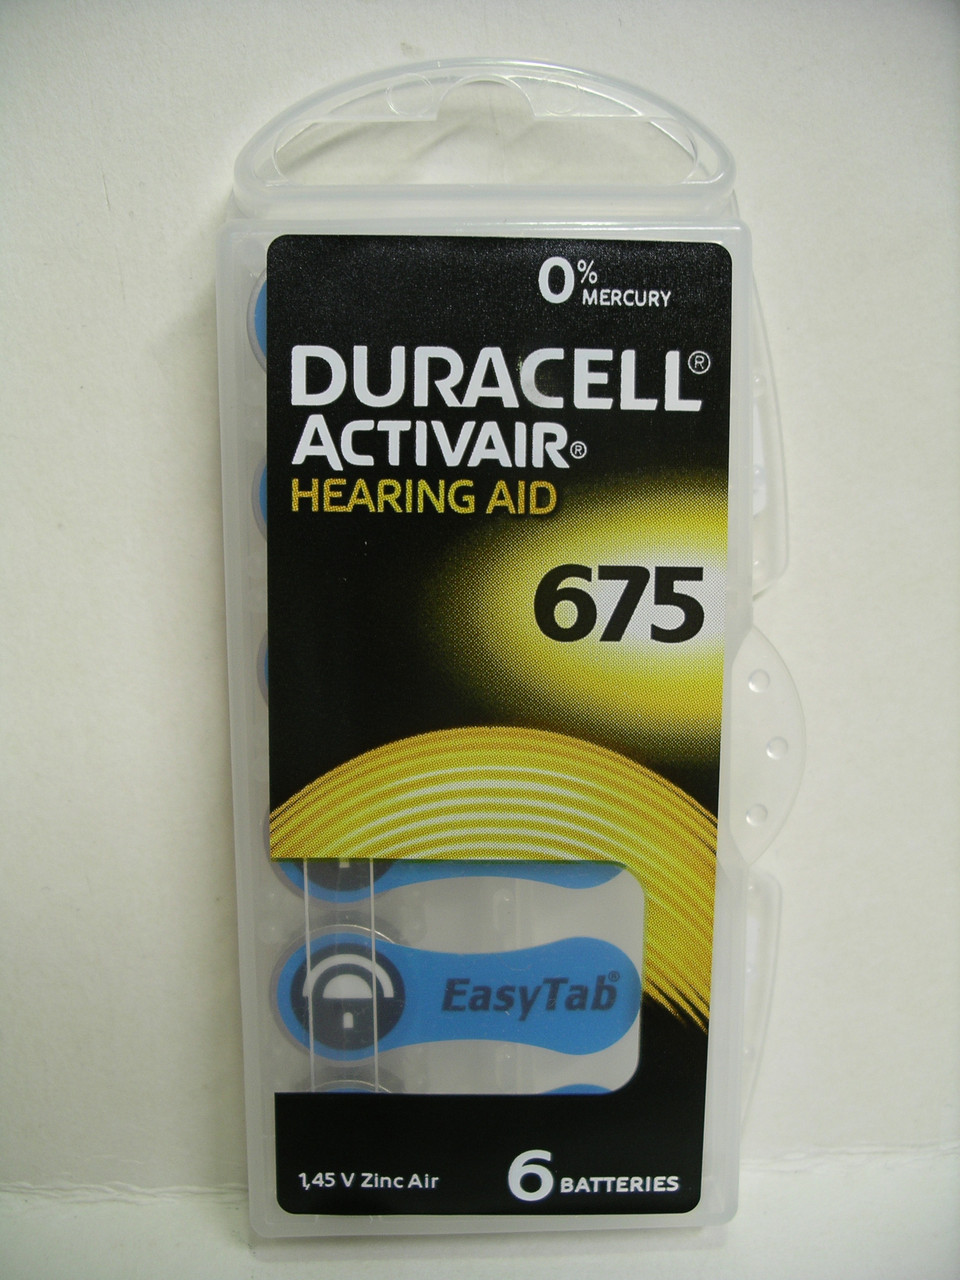 0%
MERCURY
DURACELL®
ACTIVAIR®
HEARING AID
675
EasyTab®
1,45 V Zinc Air
6 BATTERIES